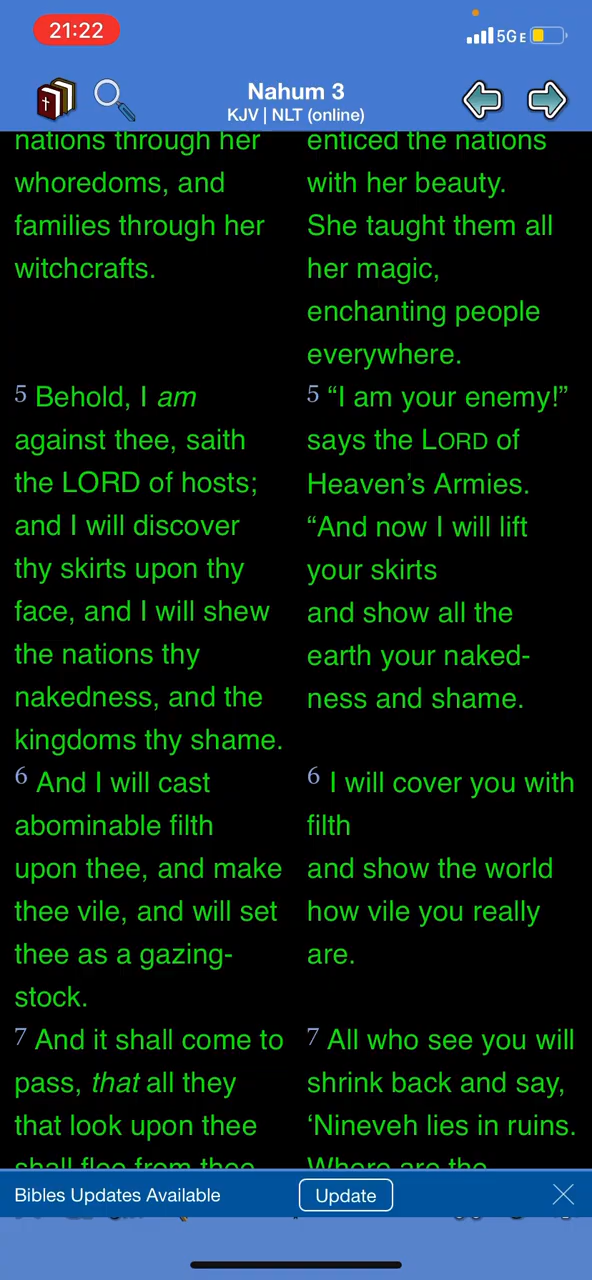 21:22
5G E
Nahum 3
KJV | NLT (online)
nations through her
whoredoms, and
families through her
witchcrafts.
5 Behold, I am
against thee, saith
the LORD of hosts;
and I will discover
thy skirts upon thy
face, and I will shew
the nations thy
nakedness, and the
kingdoms thy shame.
6 And I will cast
abominable filth
upon thee, and make
thee vile, and will set
thee as a gazing-
stock.
7 And it shall come to
pass, that all they
that look upon thee
shall flee from thee
enticed the nations
with her beauty.
She taught them all
her magic,
enchanting people
everywhere.
5 “I am your enemy!”
says the LORD of
Heaven’s Armies.
“And now I will lift
your skirts
and show all the
earth your naked-
ness and shame.
6 I will cover you with
filth
and show the world
how vile you really
are.
7 All who see you will
shrink back and say,
‘Nineveh lies in ruins.
Where are the
Bibles Updates Available
Update